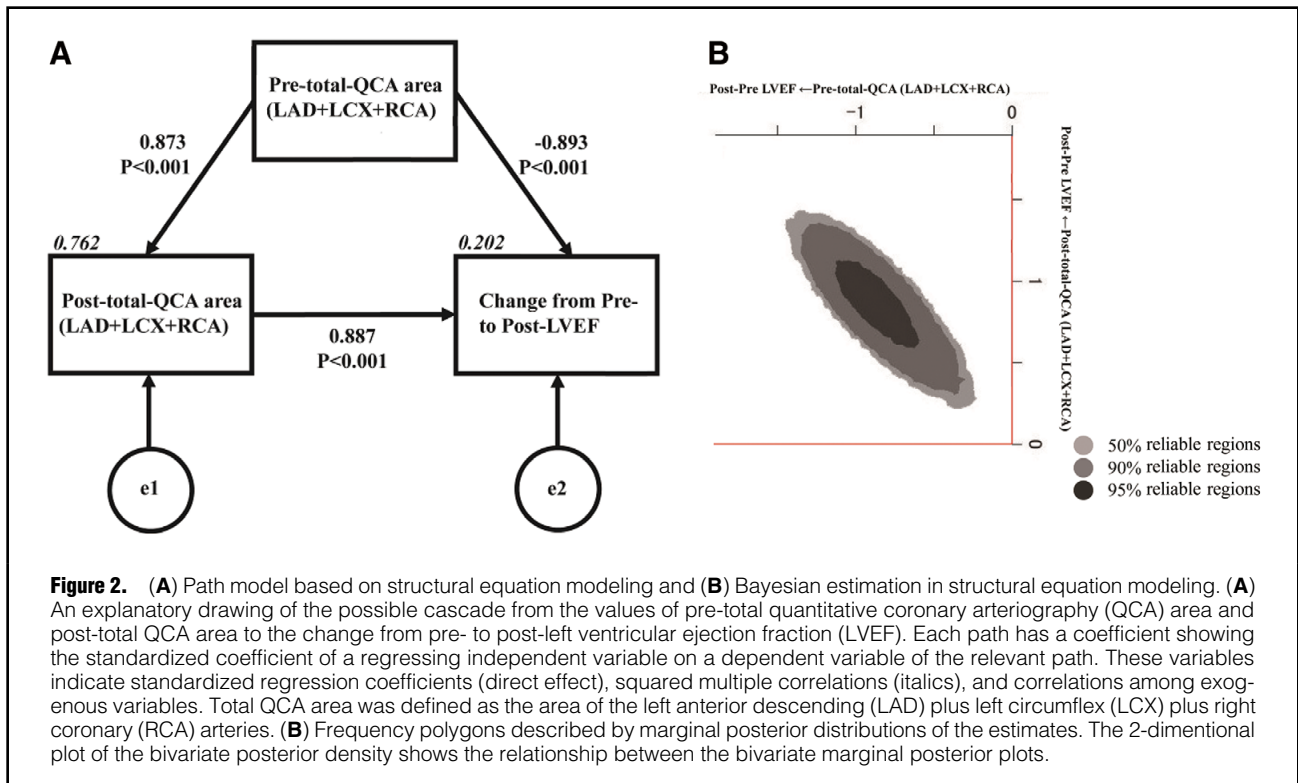 A
Pre-total-QCA area
(LAD+LCX+RCA)
0.873
P<0.001
-0.893
P<0.001
0.762
0.202
Post-total-QCA area
(LAD+LCX+RCA)
Change from Pre-
to Post-LVEF
0.887
P<0.001
e1
e2
B
Post-Pre LVEF ←Pre-total-QCA (LAD+LCX+RCA)
-1
0
Post-Pre LVEF ←Post-total-QCA (LAD+LCX+RCA)
1
0
50% reliable regions
90% reliable regions
95% reliable regions
Figure 2. (A) Path model based on structural equation modeling and (B) Bayesian estimation in structural equation modeling. (A)
An explanatory drawing of the possible cascade from the values of pre-total quantitative coronary arteriography (QCA) area and
post-total QCA area to the change from pre- to post-left ventricular ejection fraction (LVEF). Each path has a coefficient showing
the standardized coefficient of a regressing independent variable on a dependent variable of the relevant path. These variables
indicate standardized regression coefficients (direct effect), squared multiple correlations (italics), and correlations among exog-
enous variables. Total QCA area was defined as the area of the left anterior descending (LAD) plus left circumflex (LCX) plus right
coronary (RCA) arteries. (B) Frequency polygons described by marginal posterior distributions of the estimates. The 2-dimentional
plot of the bivariate posterior density shows the relationship between the bivariate marginal posterior plots.